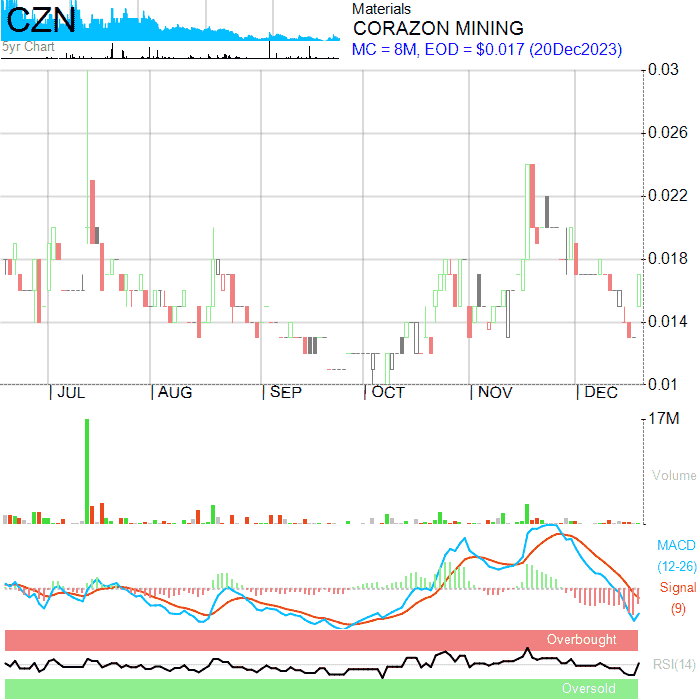 CZN
5yr Chart
Materials
CORAZON MINING
MC = 8M, EOD = $0.017 (20Dec2023)
0.03
0.026
0.022
0.018
0.014
0.01
JUL AUG SEP OCT NOV DEC
17M
Volume
MACD
(12-26)
Signal
(9)
Overbought
RSI(14)
Oversold